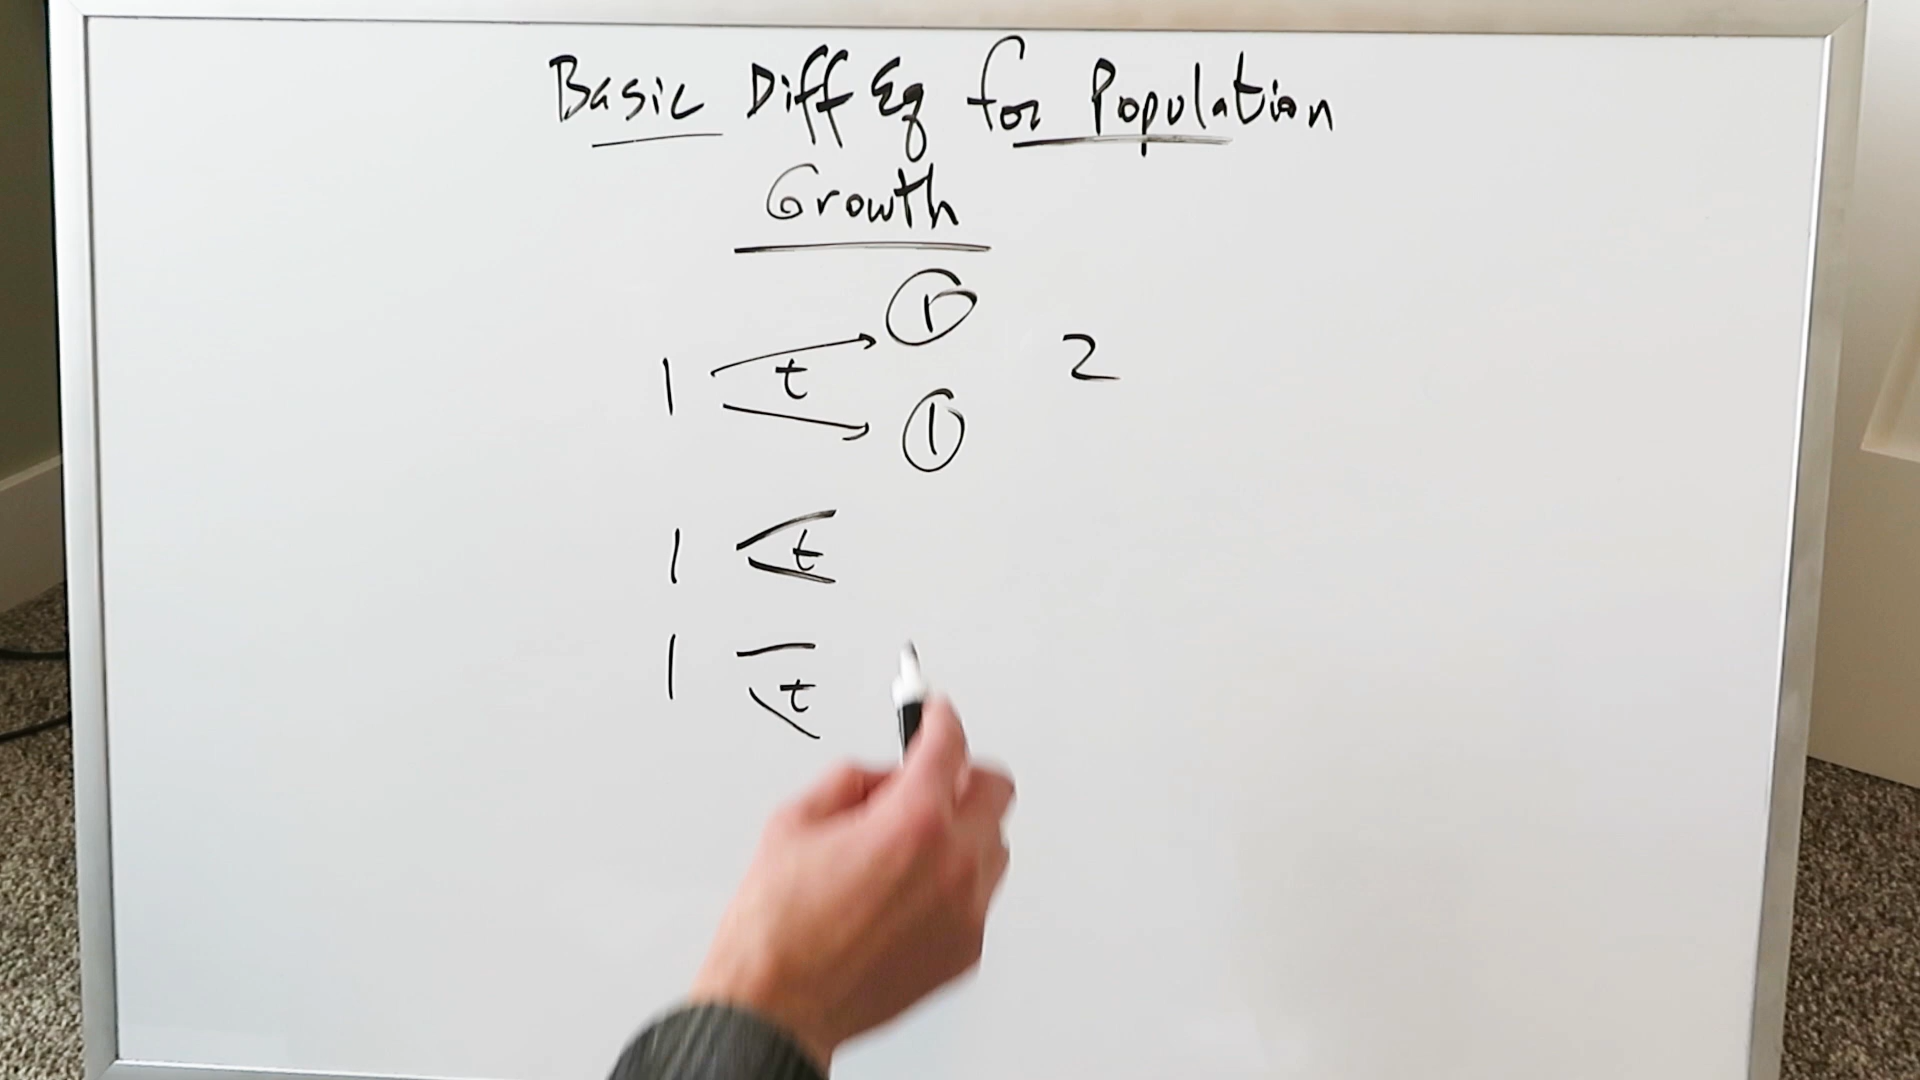 Basic Diff Eq for Population
Growth
1 t 1 2
1
1 t
1 t